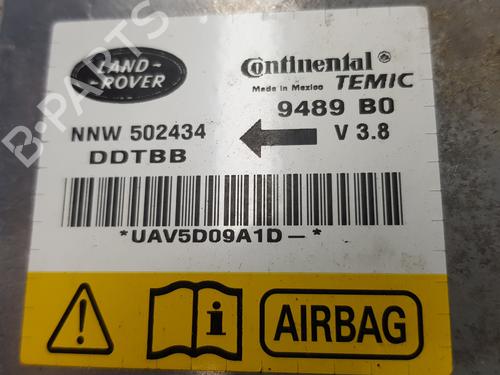 LAND-
-ROVER
Continental®
Made in Mexico TEMIC
9489 B0
NNW 502434
V 3.8
DDTBB
*UAV5D09A1D-*
i
AIRBAG
B-PARTS